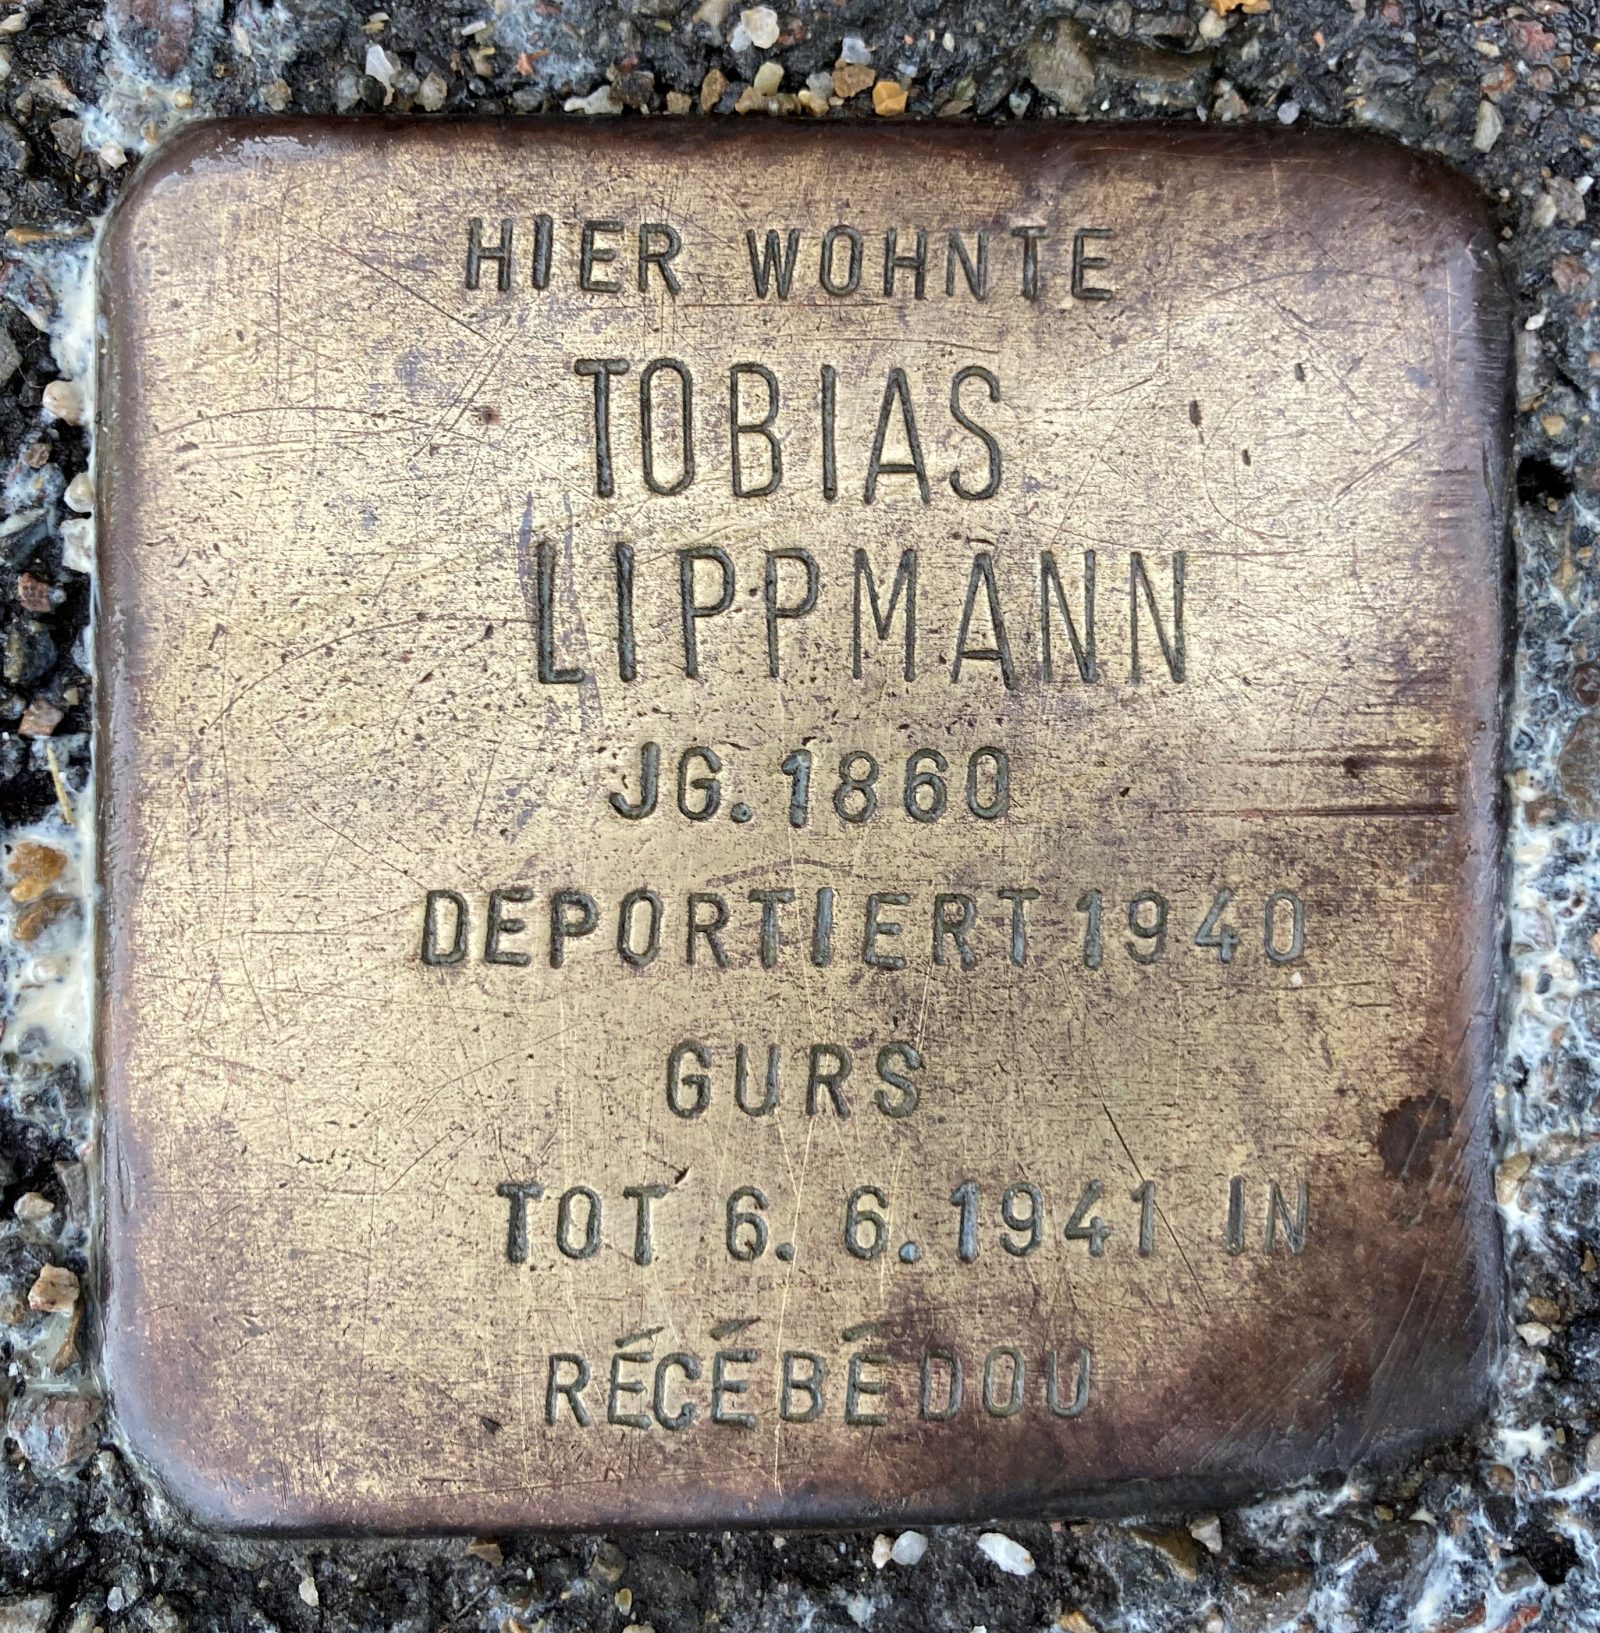 HIER WOHNTE
TOBIAS
LIPPMANN
JG. 1860
DEPORTIERT 1940
GURS
TOT 6. 6. 1941 IN
RÉCÉBÉDOU